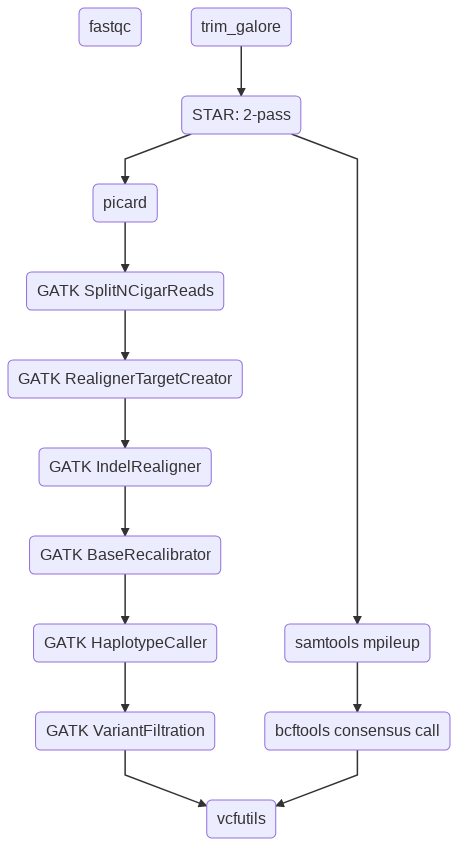 fastqc
trim_galore
STAR: 2-pass
picard
GATK SplitNCigarReads
GATK RealignerTargetCreator
GATK IndelRealigner
GATK BaseRecalibrator
GATK HaplotypeCaller
samtools mpileup
GATK VariantFiltration
bcftools consensus call
vcfutils